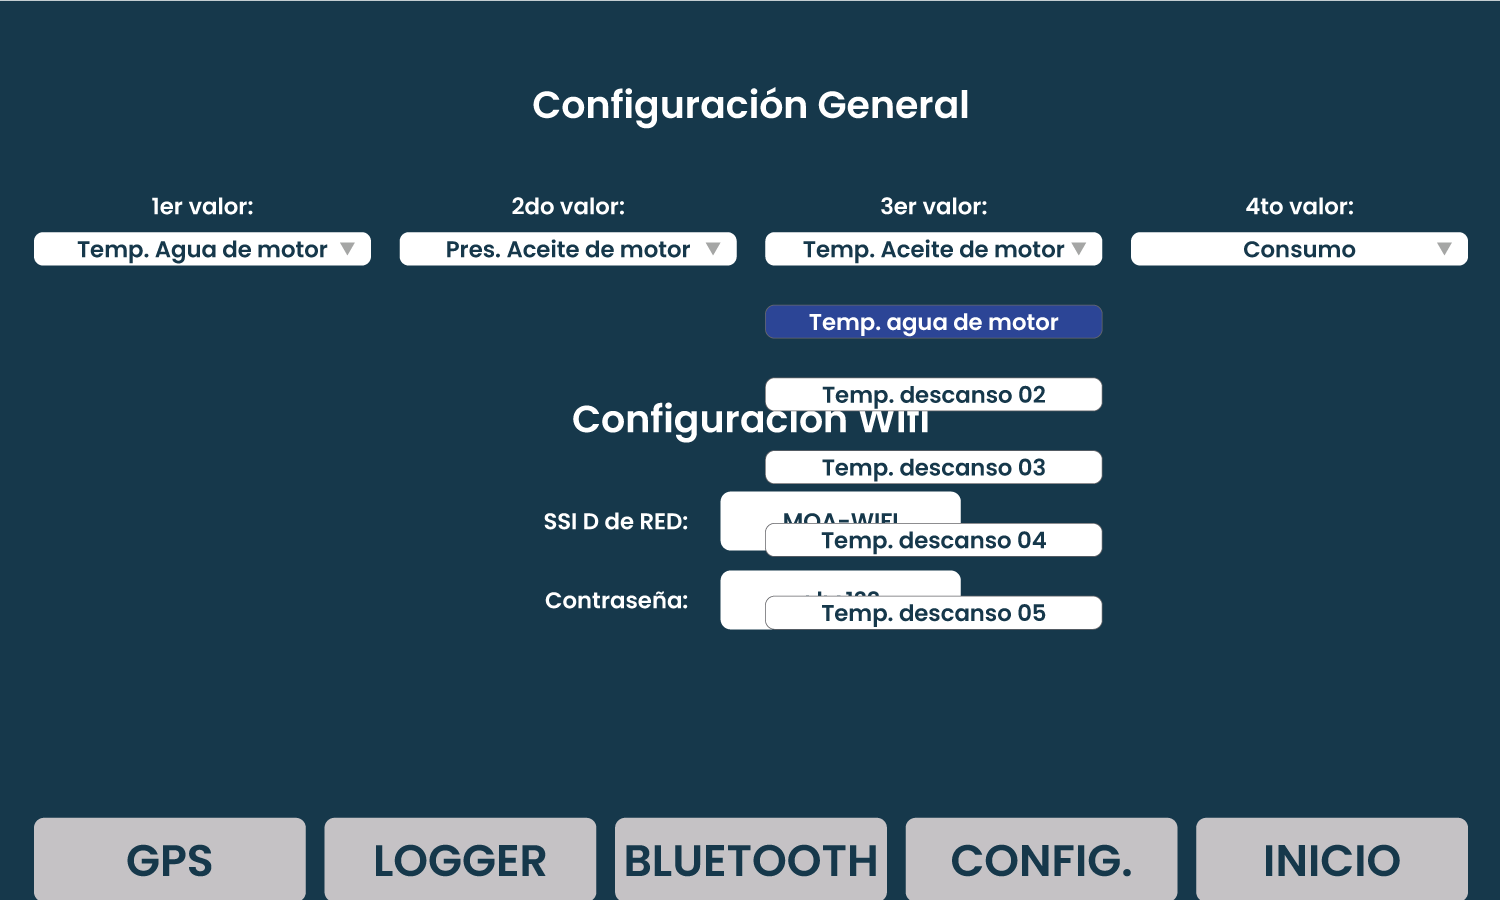 Configuración General
1er valor:
2do valor:
3er valor:
4to valor:
Temp. Agua de motor
Pres. Aceite de motor
Temp. Aceite de motor
Consumo
Temp. agua de motor
Temp. descanso 02
Configuración Wifi
Temp. descanso 03
SSI D de RED:
MOA-WIFI
Temp. descanso 04
Contraseña:
Temp. descanso 05
GPS
LOGGER
BLUETOOTH
CONFIG.
INICIO